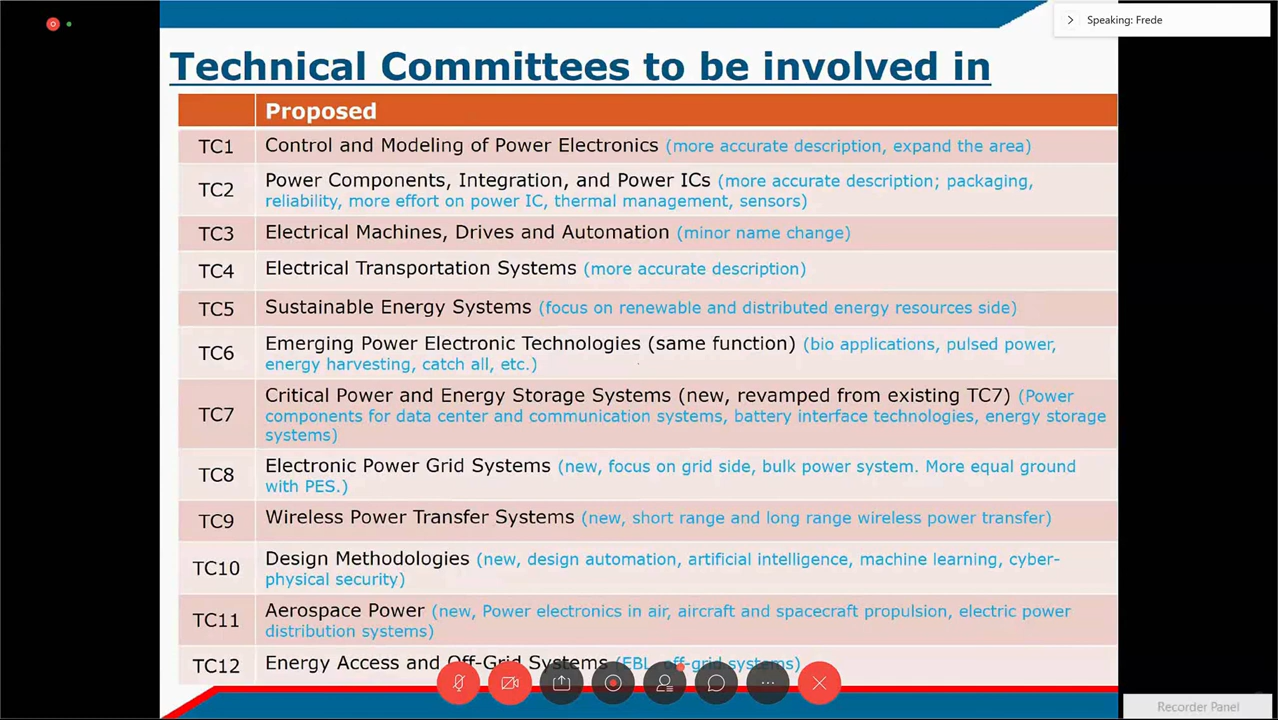 Speaking: Frede
Technical Committees to be involved in
Proposed
TC1 Control and Modeling of Power Electronics (more accurate description, expand the area)
TC2 Power Components, Integration, and Power ICs (more accurate description; packaging,
reliability, more effort on power IC, thermal management, sensors)
TC3 Electrical Machines, Drives and Automation (minor name change)
TC4 Electrical Transportation Systems (more accurate description)
TC5 Sustainable Energy Systems (focus on renewable and distributed energy resources side)
TC6 Emerging Power Electronic Technologies (same function) (bio applications, pulsed power,
energy harvesting, catch all, etc.)
TC7 Critical Power and Energy Storage Systems (new, revamped from existing TC7) (Power
components for data center and communication systems, battery interface technologies, energy storage
systems)
TC8 Electronic Power Grid Systems (new, focus on grid side, bulk power system. More equal ground
with PES.)
TC9 Wireless Power Transfer Systems (new, short range and long range wireless power transfer)
TC10 Design Methodologies (new, design automation, artificial intelligence, machine learning, cyber-
physical security)
TC11 Aerospace Power (new, Power electronics in air, aircraft and spacecraft propulsion, electric power
distribution systems)
TC12 Energy Access and Off-Grid Systems (EBL, off-grid systems)
Recorder Panel